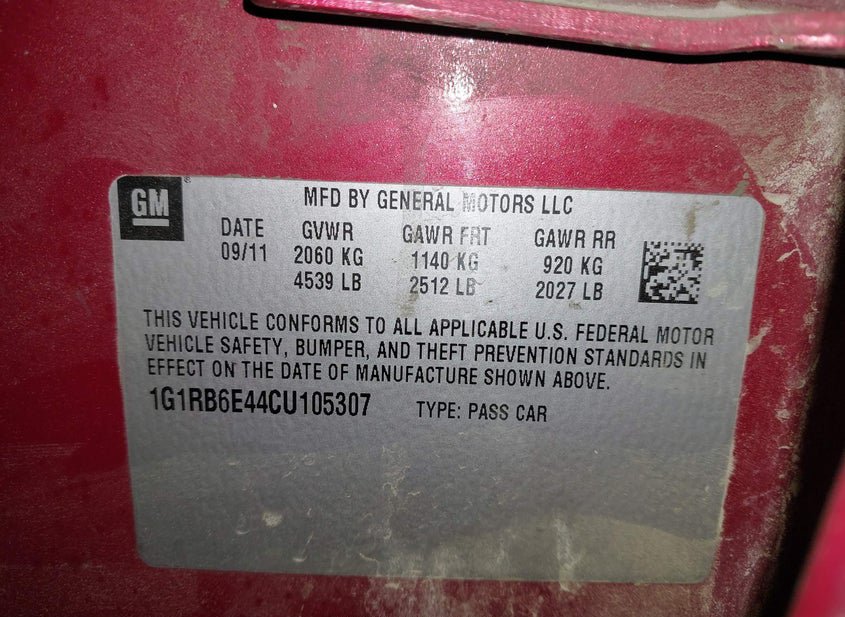 GM
MFD BY GENERAL MOTORS LLC
DATE GVWR GAWR FRT GAWR RR
09/11 2060 KG 1140 KG 920 KG
4539 LB 2512 LB 2027 LB
THIS VEHICLE CONFORMS TO ALL APPLICABLE U.S. FEDERAL MOTOR
VEHICLE SAFETY, BUMPER, AND THEFT PREVENTION STANDARDS IN
EFFECT ON THE DATE OF MANUFACTURE SHOWN ABOVE.
1G1RB6E44CU105307 TYPE: PASS CAR